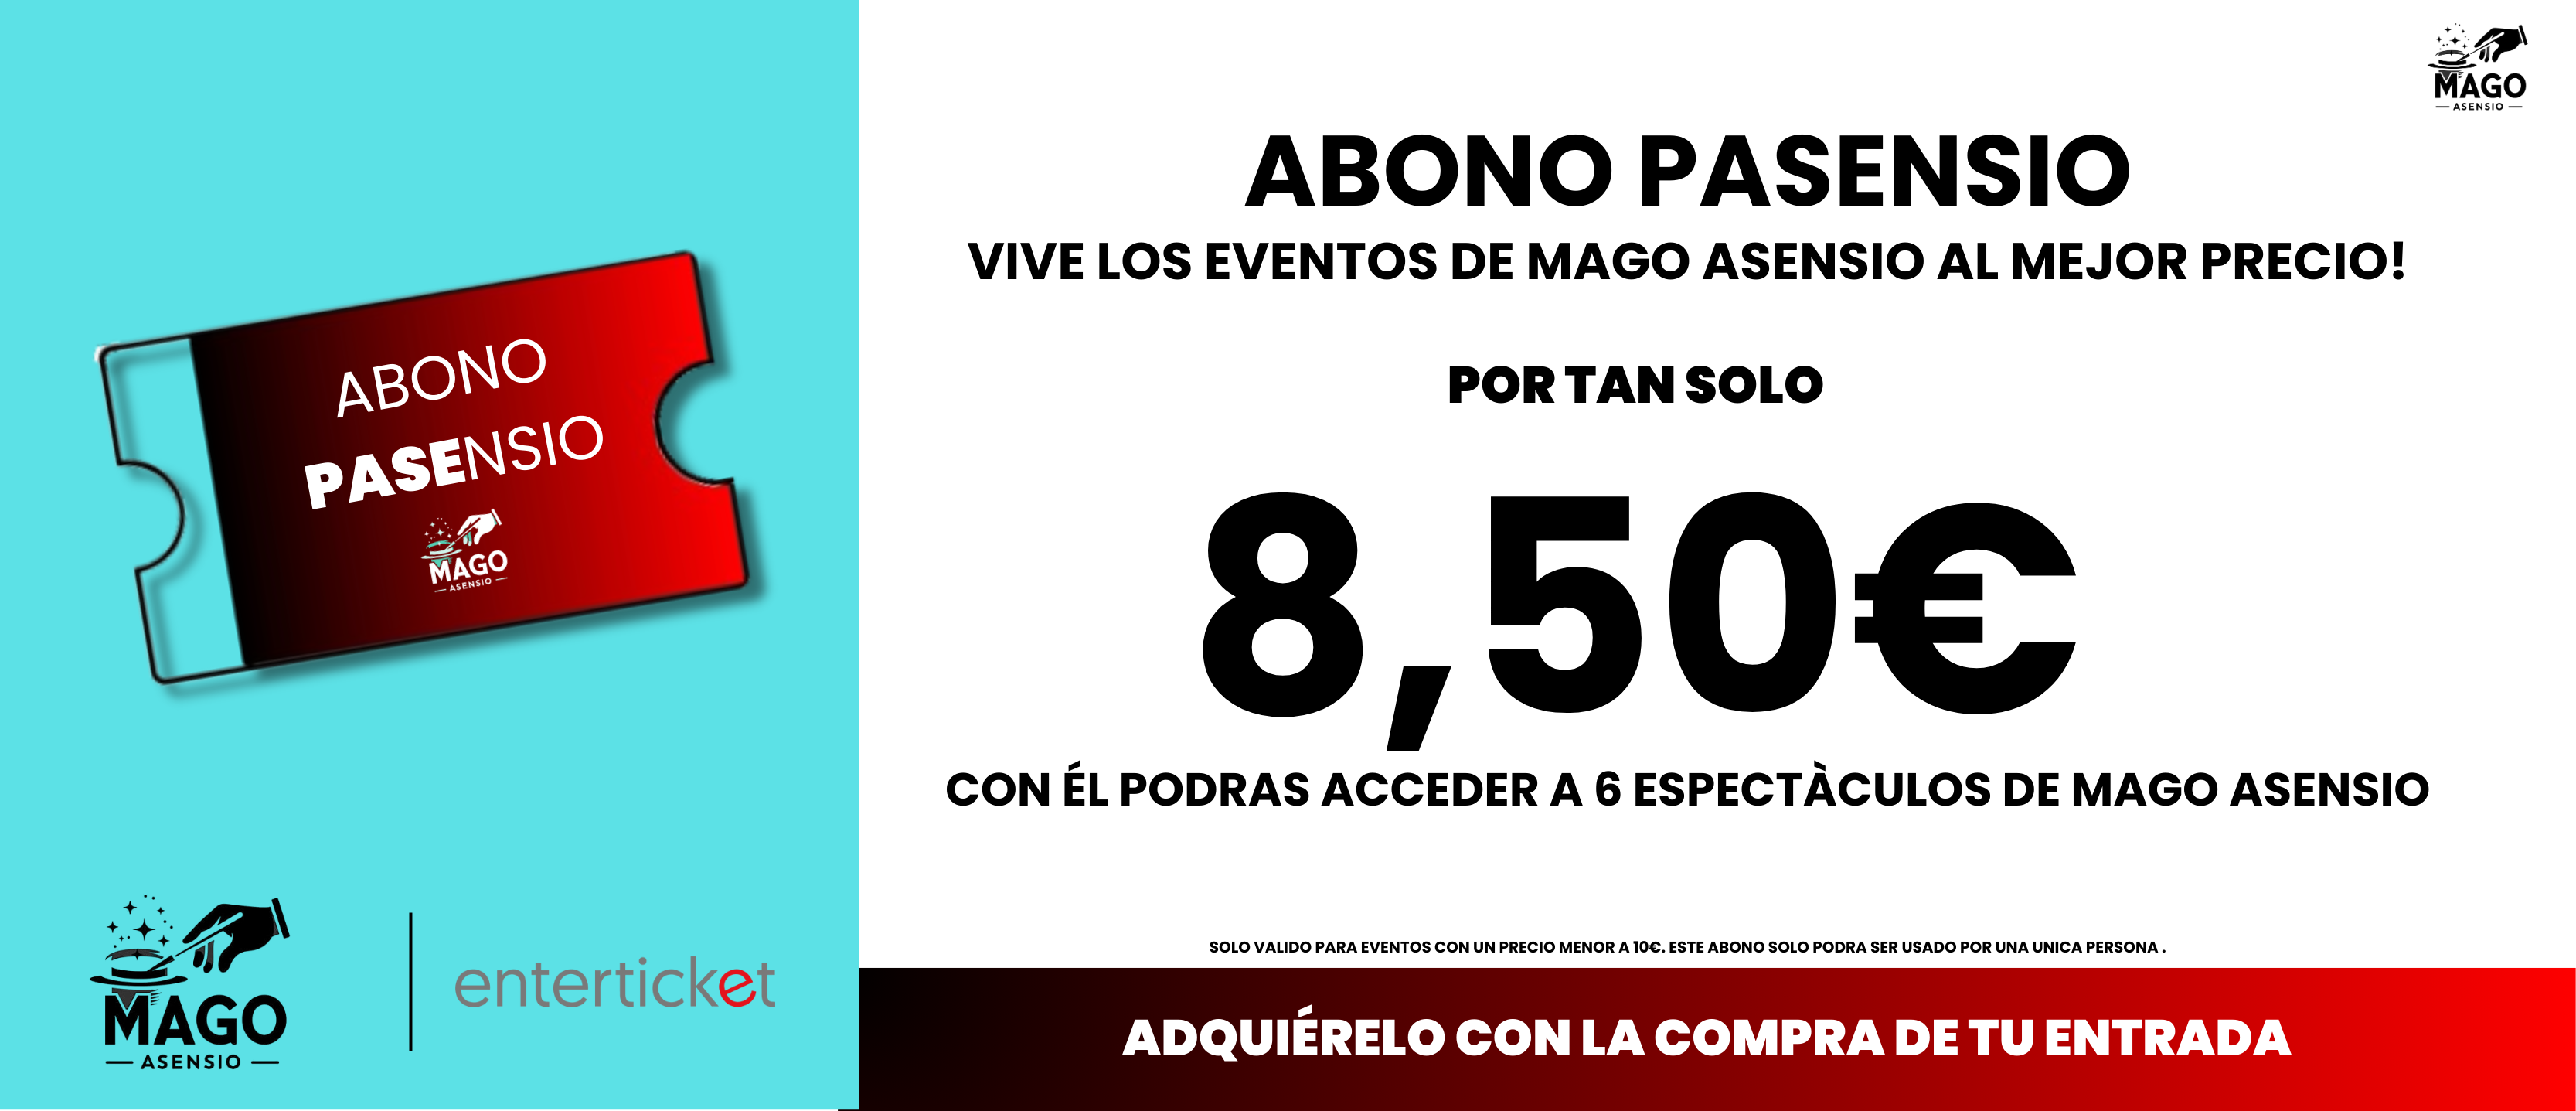 ABONO
PASENSIO
MAGO
ASENSIO
MAGO
ASENSIO
enterticket
MAGO
ASENSIO
ABONO PASENSIO
VIVE LOS EVENTOS DE MAGO ASENSIO AL MEJOR PRECIO!
POR TAN SOLO
8,50€
CON ÉL PODRAS ACCEDER A 6 ESPECTÀCULOS DE MAGO ASENSIO
SOLO VALIDO PARA EVENTOS CON UN PRECIO MENOR A 10€. ESTE ABONO SOLO PODRA SER USADO POR UNA UNICA PERSONA .
ADQUIÉRELO CON LA COMPRA DE TU ENTRADA